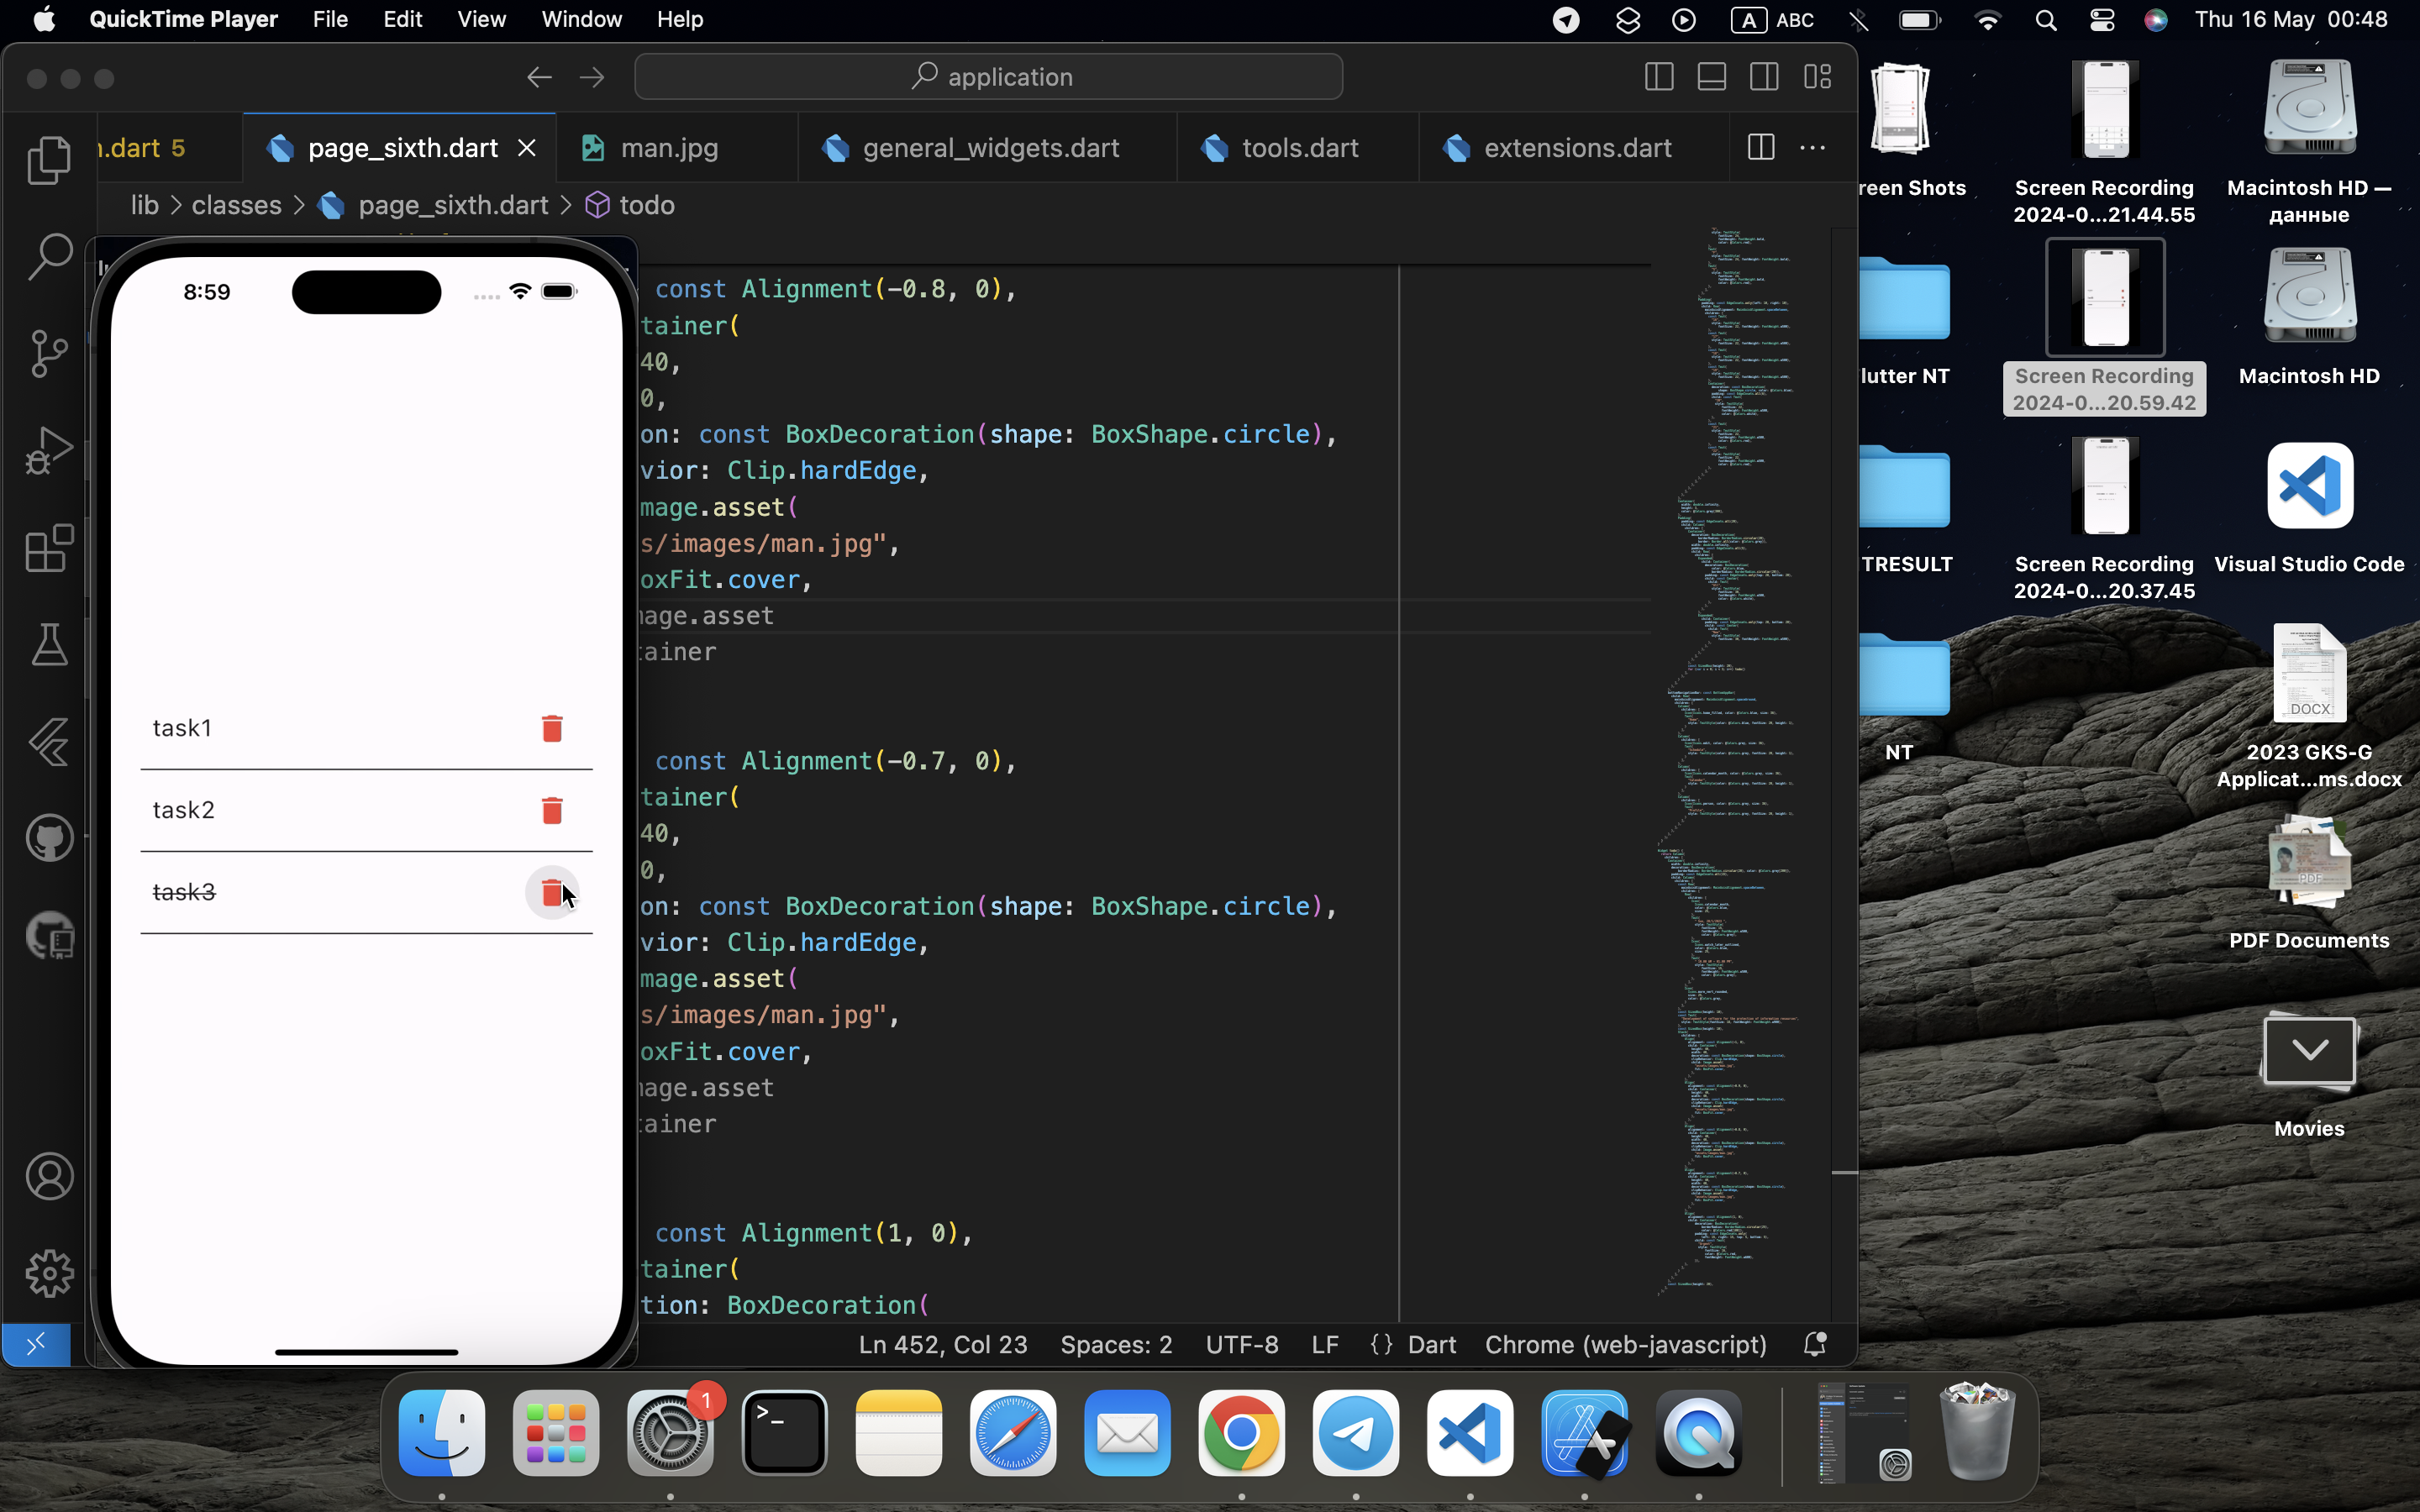 QuickTime Player File Edit View Window Help
A ABC Thu 16 May 00:48
application
.dart 5 page_sixth.dart man.jpg general_widgets.dart tools.dart extensions.dart
lib > classes > page_sixth.dart > todo
8:59
task1
task2
task3
const Alignment(-0.8, 0),
tainer(
40,
0,
on: const BoxDecoration(shape: BoxShape.circle),
vior: Clip.hardEdge,
mage.asset(
s/images/man.jpg",
oxFit.cover,
mage.asset
tainer
const Alignment(-0.7, 0),
tainer(
40,
0,
on: const BoxDecoration(shape: BoxShape.circle),
vior: Clip.hardEdge,
mage.asset(
s/images/man.jpg",
oxFit.cover,
mage.asset
tainer
const Alignment(1, 0),
tainer(
tion: BoxDecoration(
Ln 452, Col 23 Spaces: 2 UTF-8 LF {} Dart Chrome (web-javascript)
reen Shots
Screen Recording
2024-0...21.44.55
Macintosh HD —
данные
lutter NT
Screen Recording
2024-0...20.59.42
Macintosh HD
TRESULT
Screen Recording
2024-0...20.37.45
Visual Studio Code
NT
DOCX
2023 GKS-G
Applicat...ms.docx
PDF
PDF Documents
Movies
1
>_